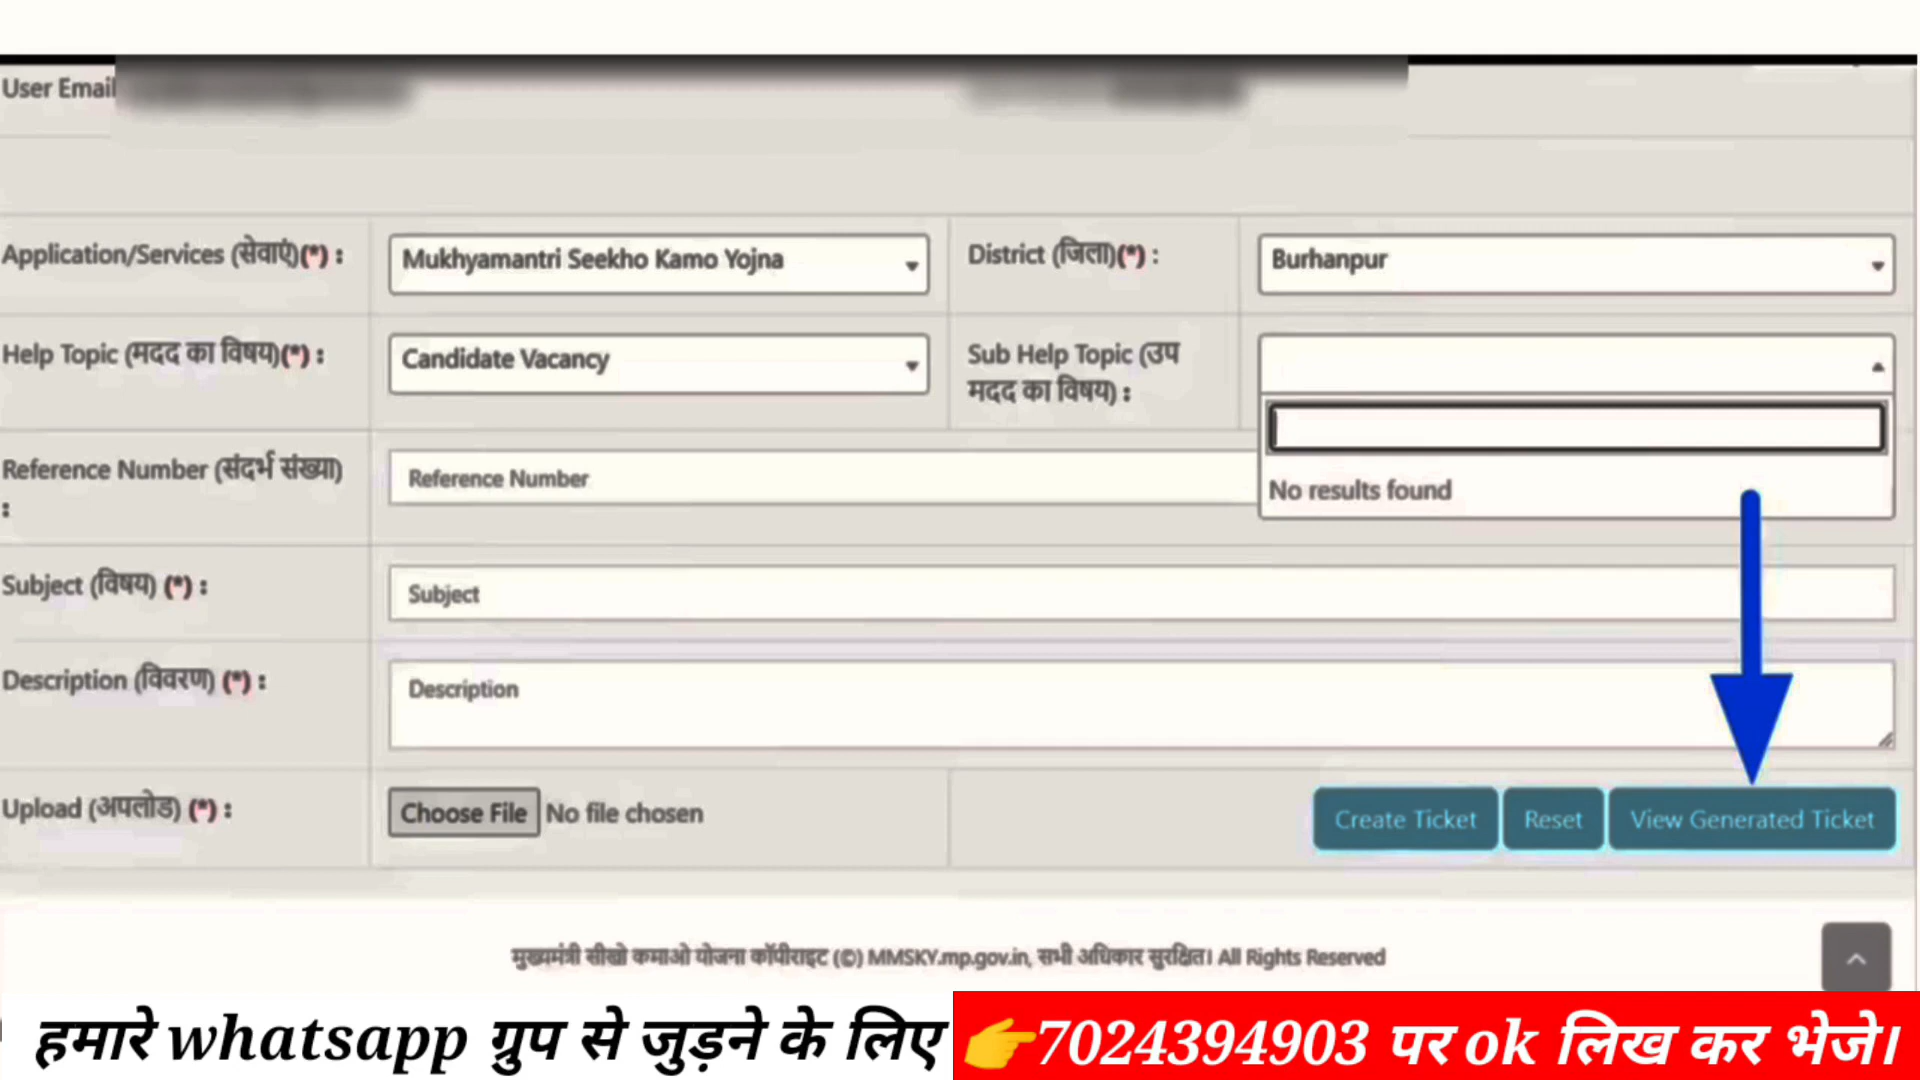 User Email
Application/Services (सेवाएं)(*) : Mukhyamantri Seekho Kamo Yojna District (जिला)(*) : Burhanpur
Help Topic (मदद का विषय)(*) : Candidate Vacancy Sub Help Topic (उप
मदद का विषय) :
No results found
Reference Number (संदर्भ संख्या) Reference Number
:
Subject (विषय) (*) : Subject
Description (विवरण) (*) : Description
Upload (अपलोड) (*) : Choose File No file chosen Create Ticket Reset View Generated Ticket
मुख्यमंत्री सीखो कमाओ योजना कॉपीराइट (©) MMSKY.mp.gov.in, सभी अधिकार सुरक्षित। All Rights Reserved
हमारे whatsapp ग्रुप से जुड़ने के लिए 👉7024394903 पर ok लिख कर भेजे।